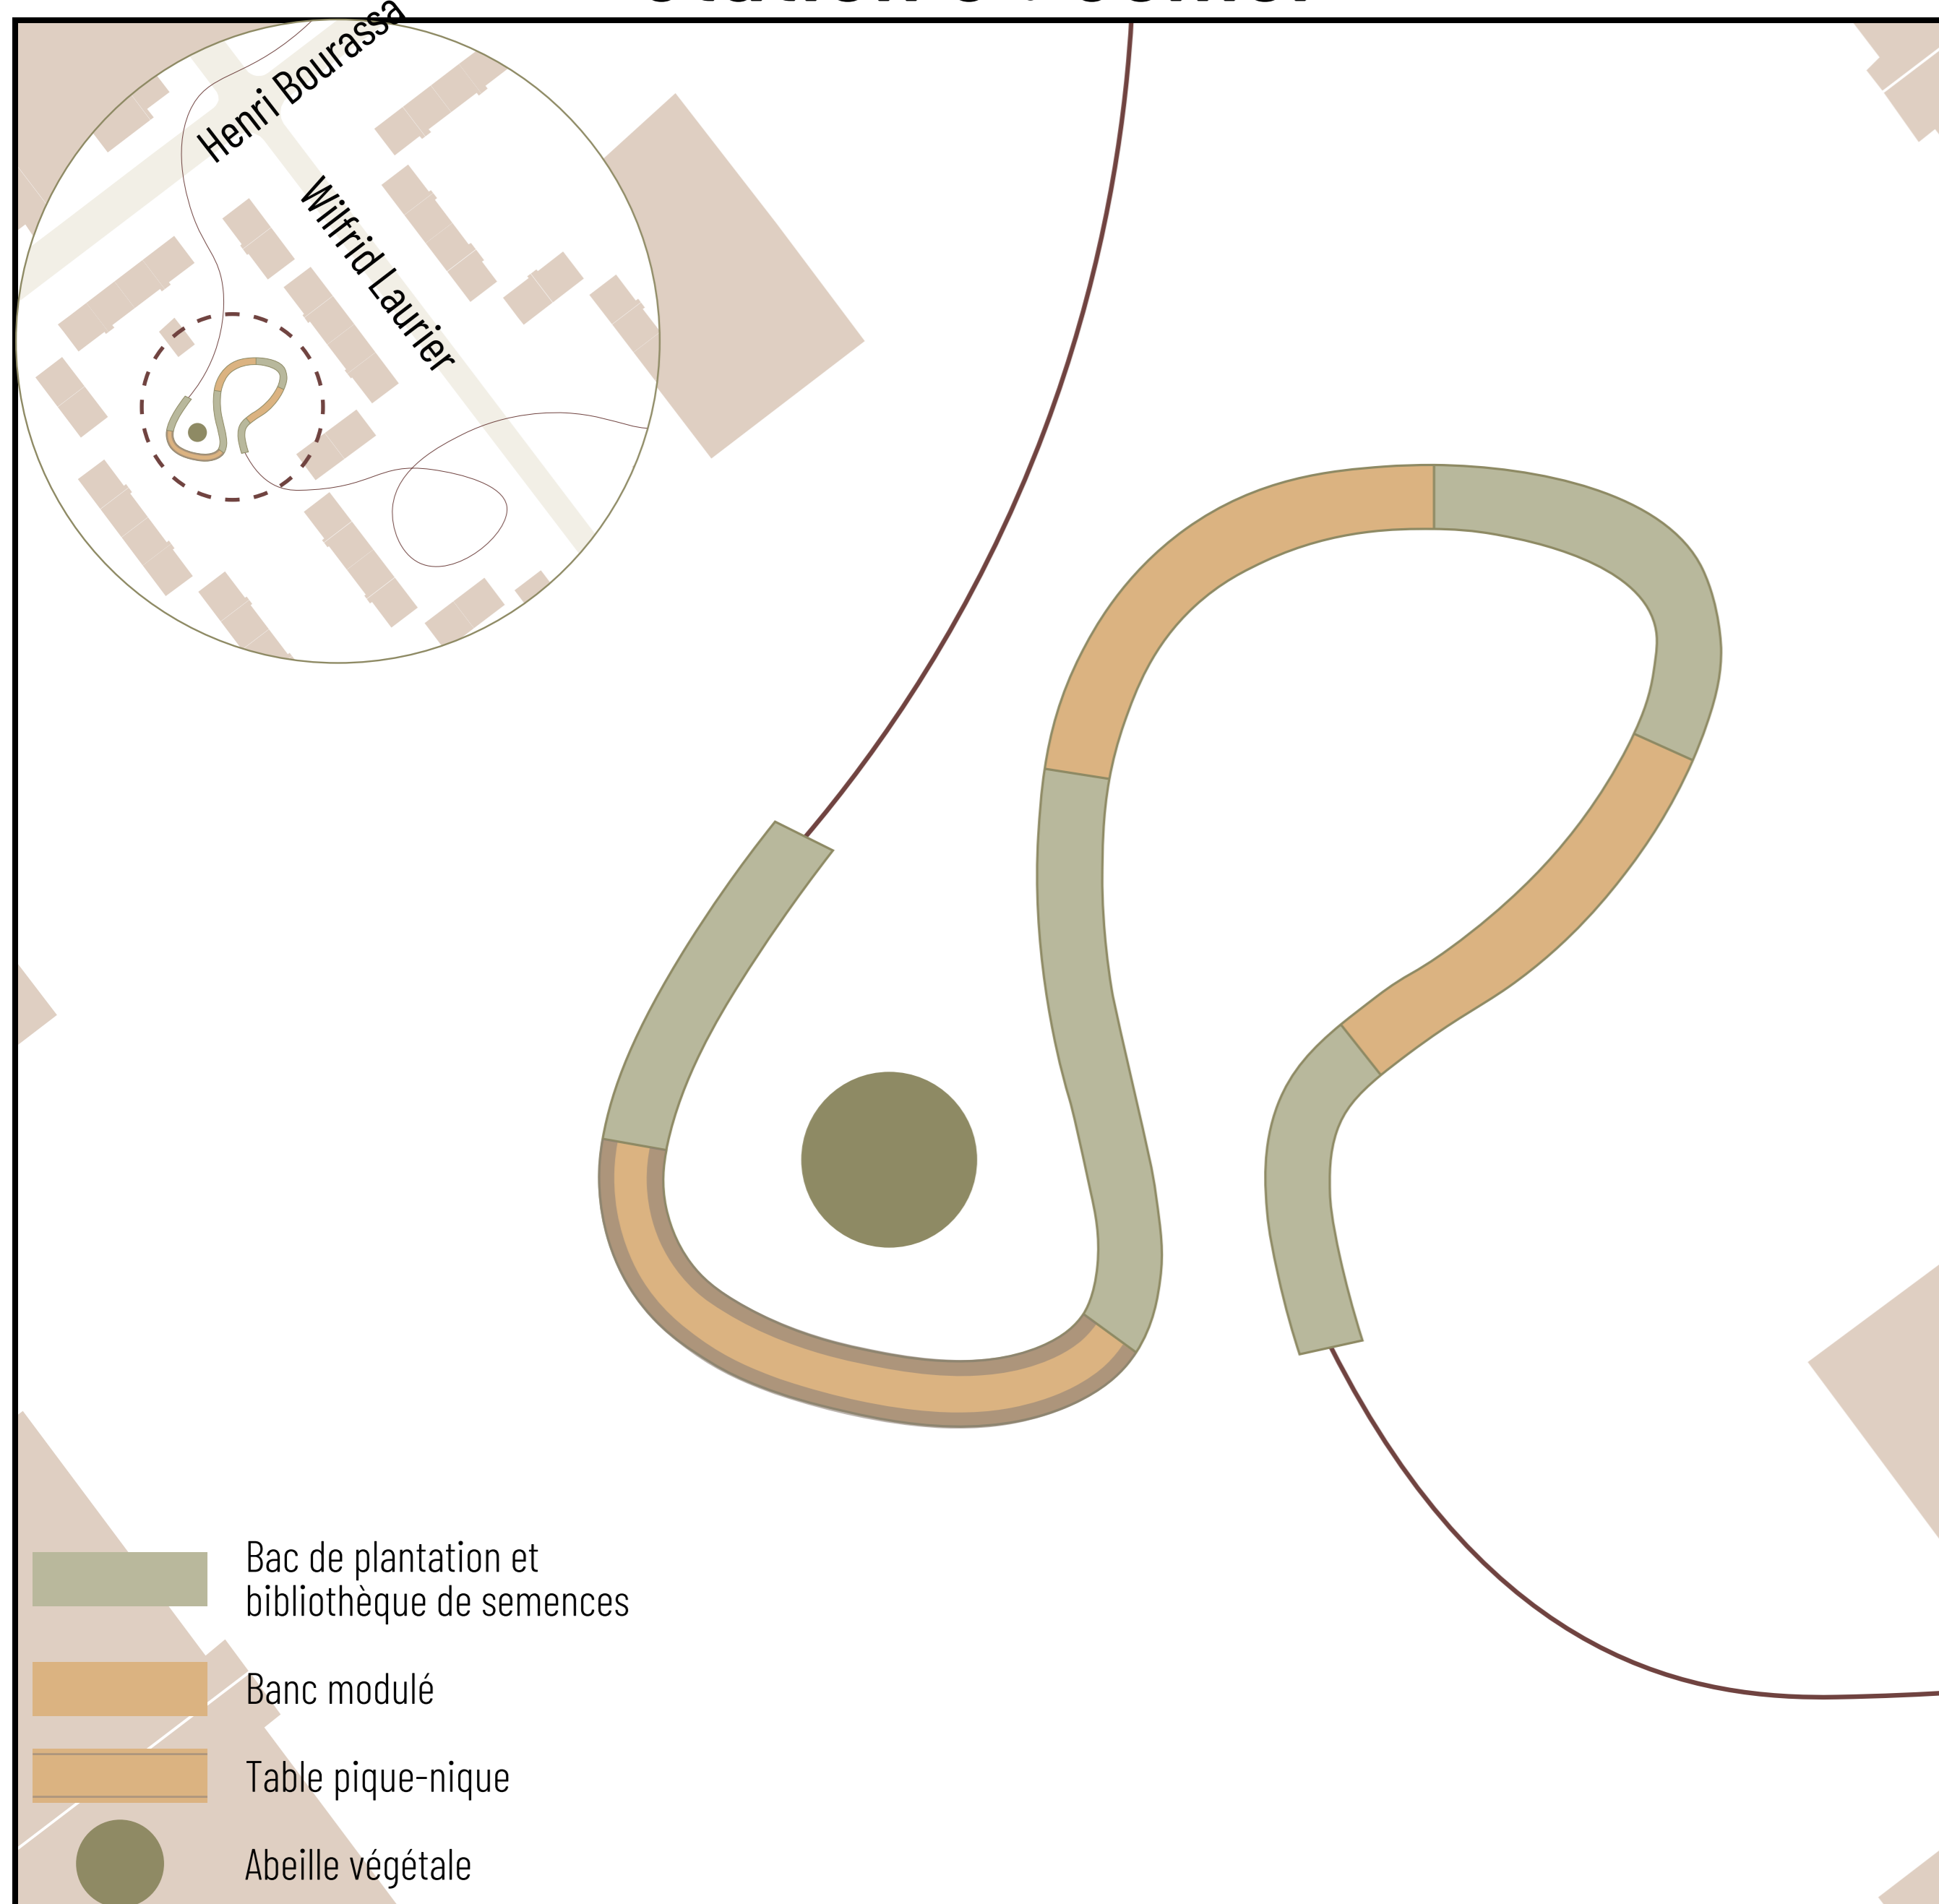 Henri Bourassa
Wilfrid Laurier
Bac de plantation et
bibliothèque de semences
Banc modulé
Table pique-nique
Abeille végétale